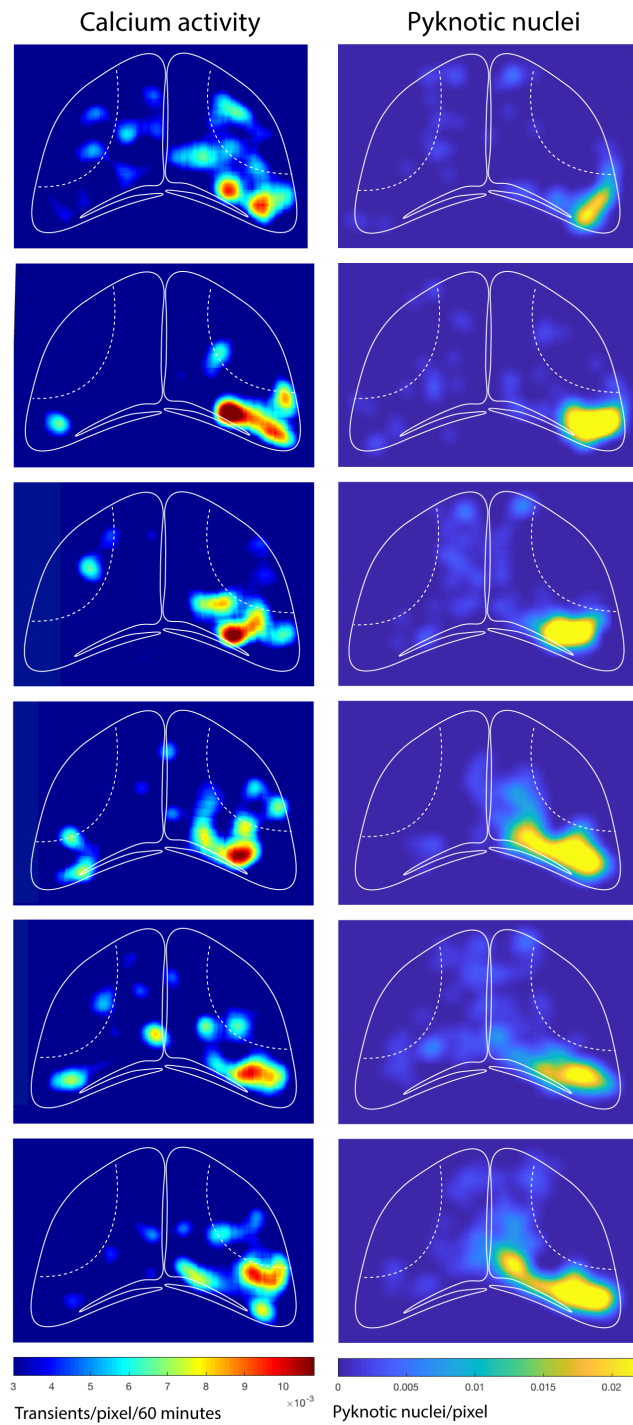 Calcium activity
Pyknotic nuclei
3 4 5 6 7 8 9 10
×10⁻³
Transients/pixel/60 minutes
0 0.005 0.01 0.015 0.02
Pyknotic nuclei/pixel